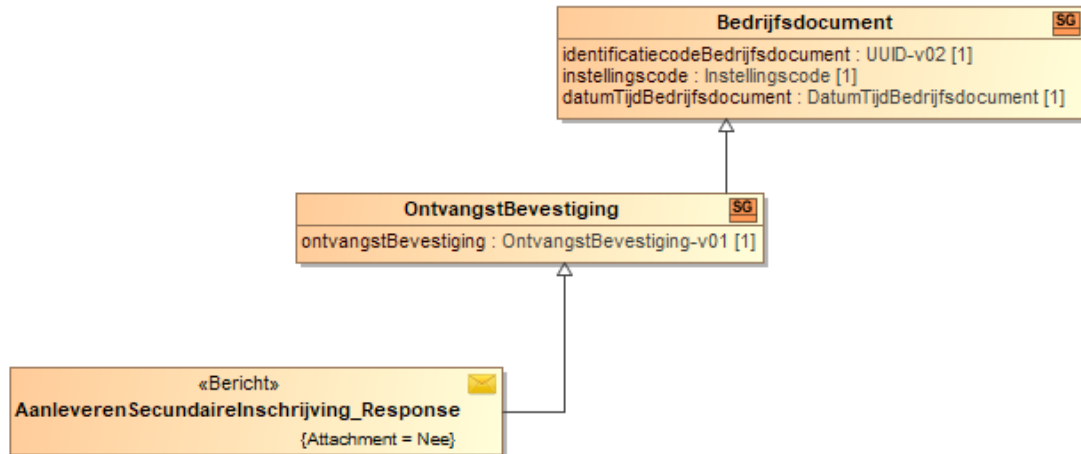 Bedrijfsdocument SG
identificatiecodeBedrijfsdocument : UUID-v02 [1]
instellingscode : Instellingscode [1]
datumTijdBedrijfsdocument : DatumTijdBedrijfsdocument [1]
OntvangstBevestiging SG
ontvangstBevestiging : OntvangstBevestiging-v01 [1]
«Bericht»
AanleverenSecundaireInschrijving_Response
{Attachment = Nee}